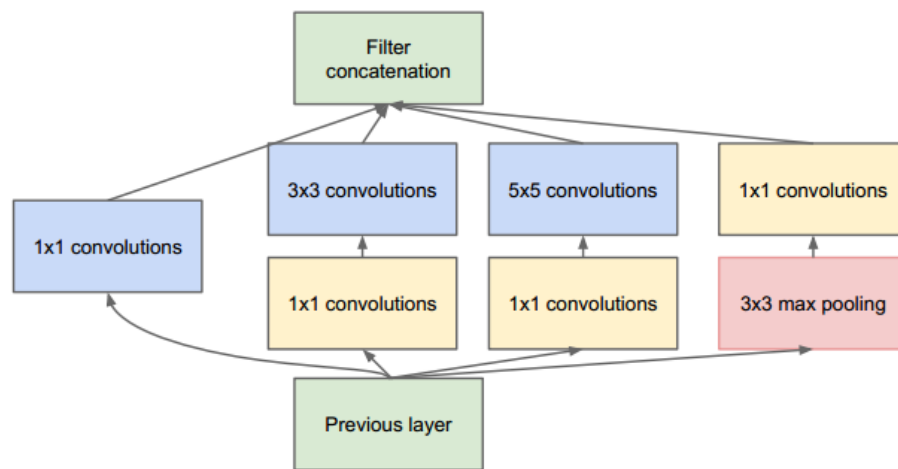 Filter
concatenation
3x3 convolutions
5x5 convolutions
1x1 convolutions
1x1 convolutions
1x1 convolutions
1x1 convolutions
3x3 max pooling
Previous layer